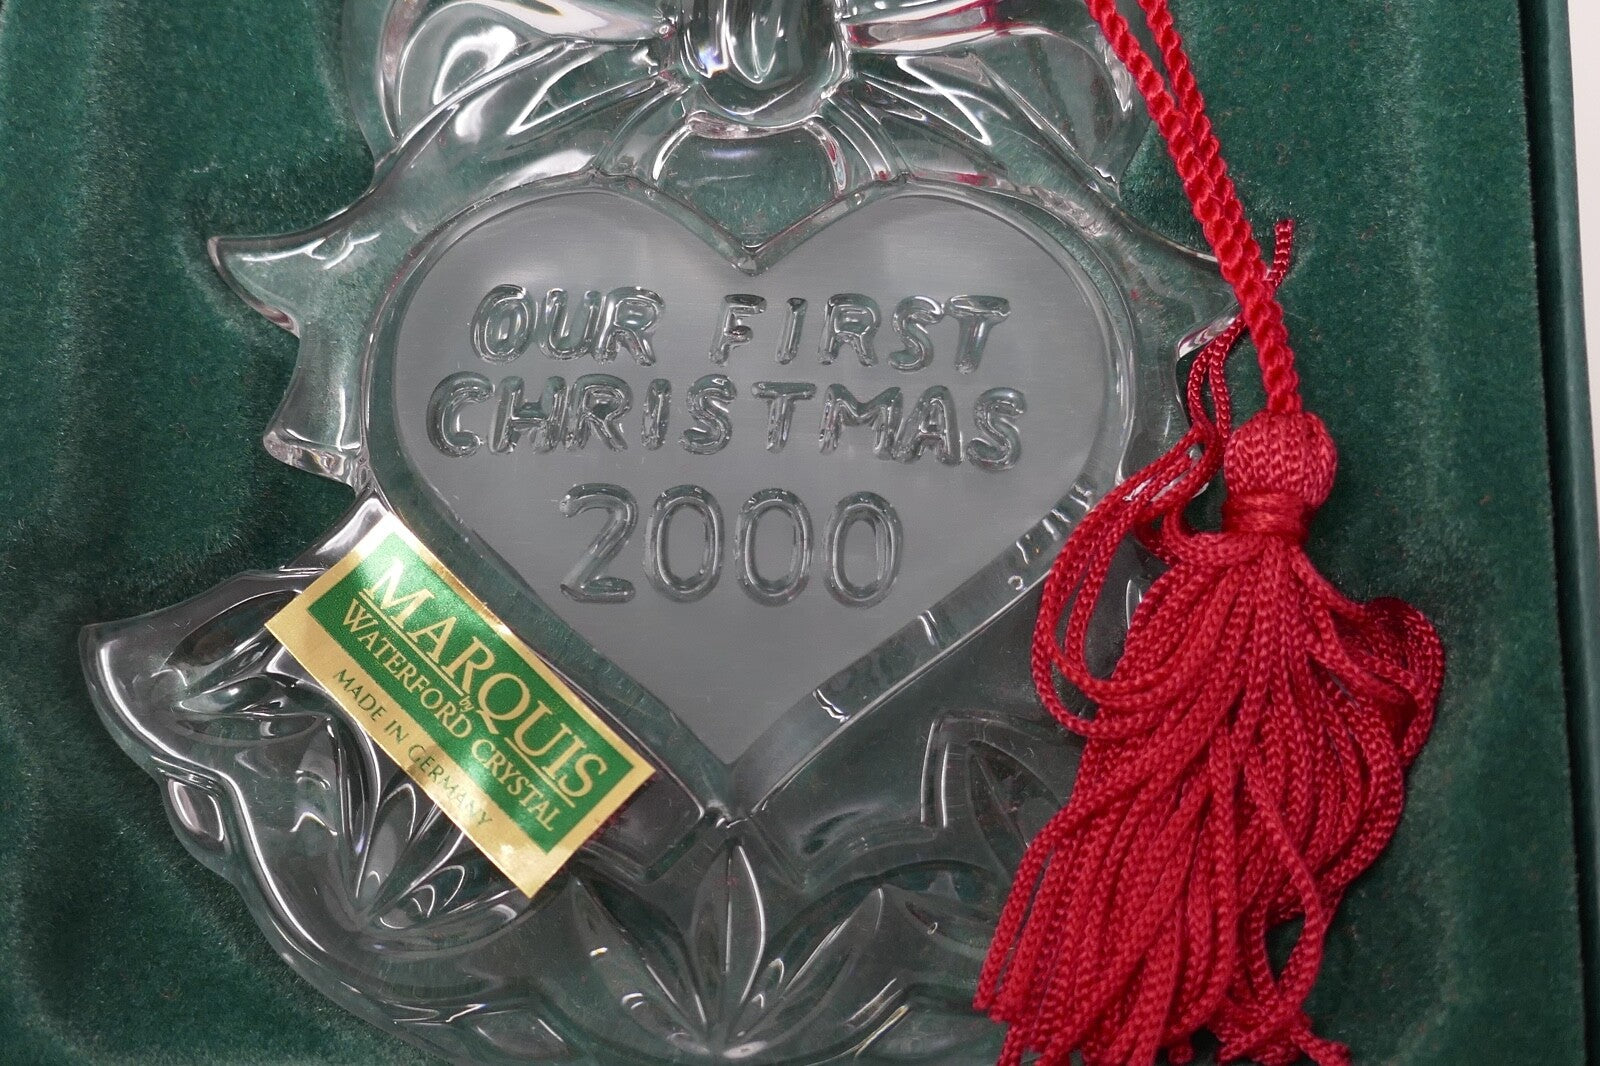 OUR FIRST
CHRISTMAS
2000
MARQUIS
by
WATERFORD CRYSTAL
MADE IN GERMANY